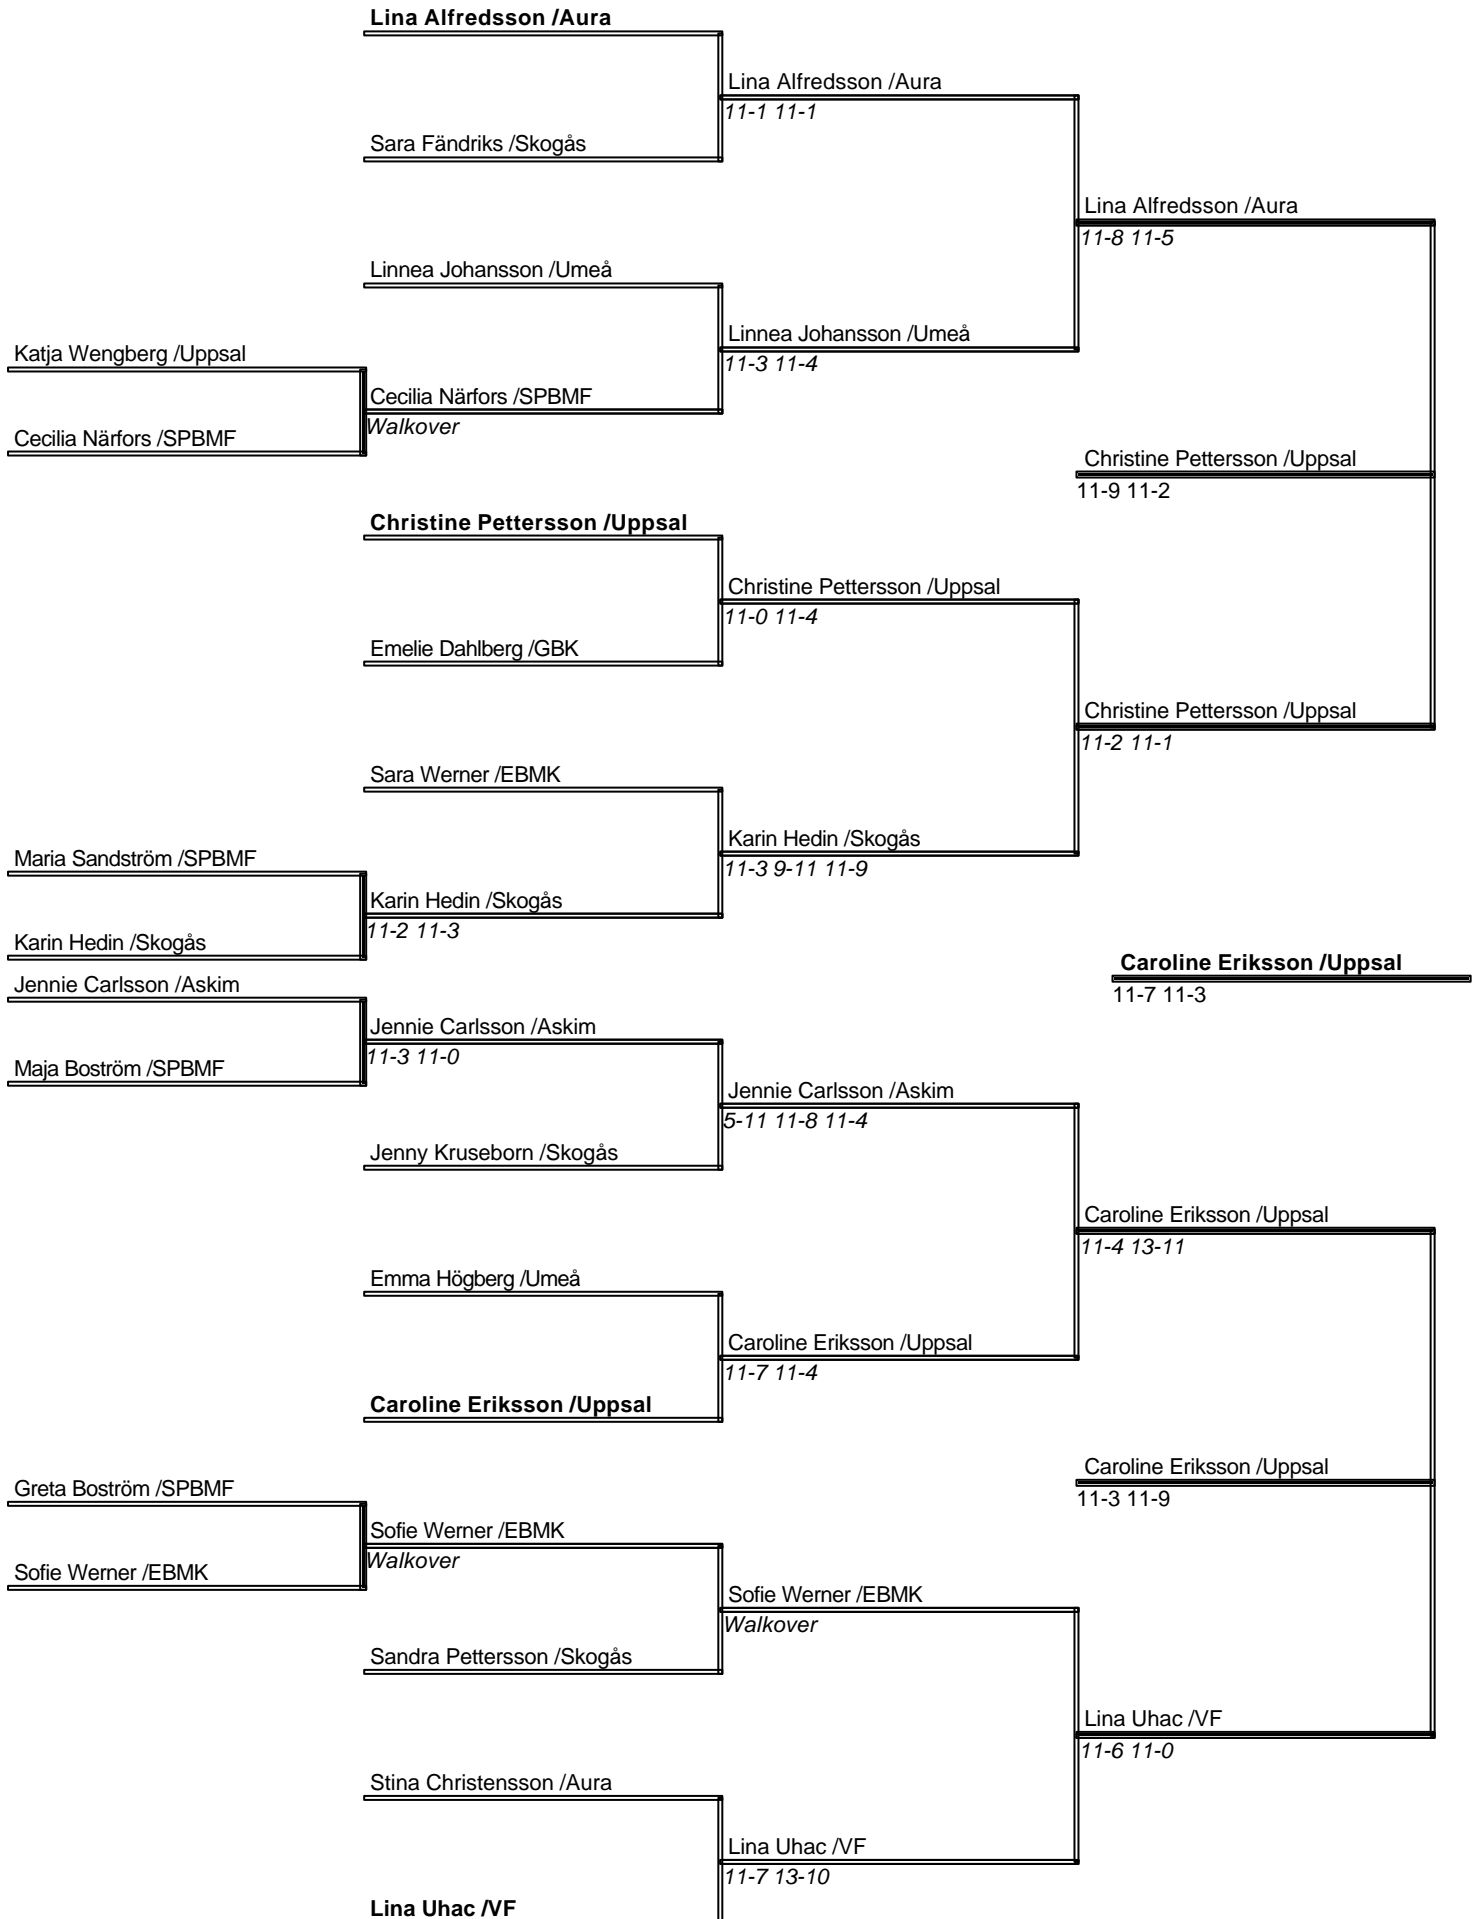 Lina Alfredsson /Aura
Lina Alfredsson /Aura
11-1 11-1
Sara Fändriks /Skogås
Lina Alfredsson /Aura
11-8 11-5
Linnea Johansson /Umeå
Linnea Johansson /Umeå
11-3 11-4
Katja Wengberg /Uppsal
Cecilia Närfors /SPBMF
Walkover
Cecilia Närfors /SPBMF
Christine Pettersson /Uppsal
11-9 11-2
Christine Pettersson /Uppsal
Christine Pettersson /Uppsal
11-0 11-4
Emelie Dahlberg /GBK
Christine Pettersson /Uppsal
11-2 11-1
Sara Werner /EBMK
Karin Hedin /Skogås
11-3 9-11 11-9
Maria Sandström /SPBMF
Karin Hedin /Skogås
11-2 11-3
Karin Hedin /Skogås
Caroline Eriksson /Uppsal
11-7 11-3
Jennie Carlsson /Askim
Jennie Carlsson /Askim
11-3 11-0
Maja Boström /SPBMF
Jennie Carlsson /Askim
5-11 11-8 11-4
Jenny Kruseborn /Skogås
Caroline Eriksson /Uppsal
11-4 13-11
Emma Högberg /Umeå
Caroline Eriksson /Uppsal
11-7 11-4
Caroline Eriksson /Uppsal
Caroline Eriksson /Uppsal
11-3 11-9
Greta Boström /SPBMF
Sofie Werner /EBMK
Walkover
Sofie Werner /EBMK
Sofie Werner /EBMK
Walkover
Sandra Pettersson /Skogås
Lina Uhac /VF
11-6 11-0
Stina Christensson /Aura
Lina Uhac /VF
11-7 13-10
Lina Uhac /VF